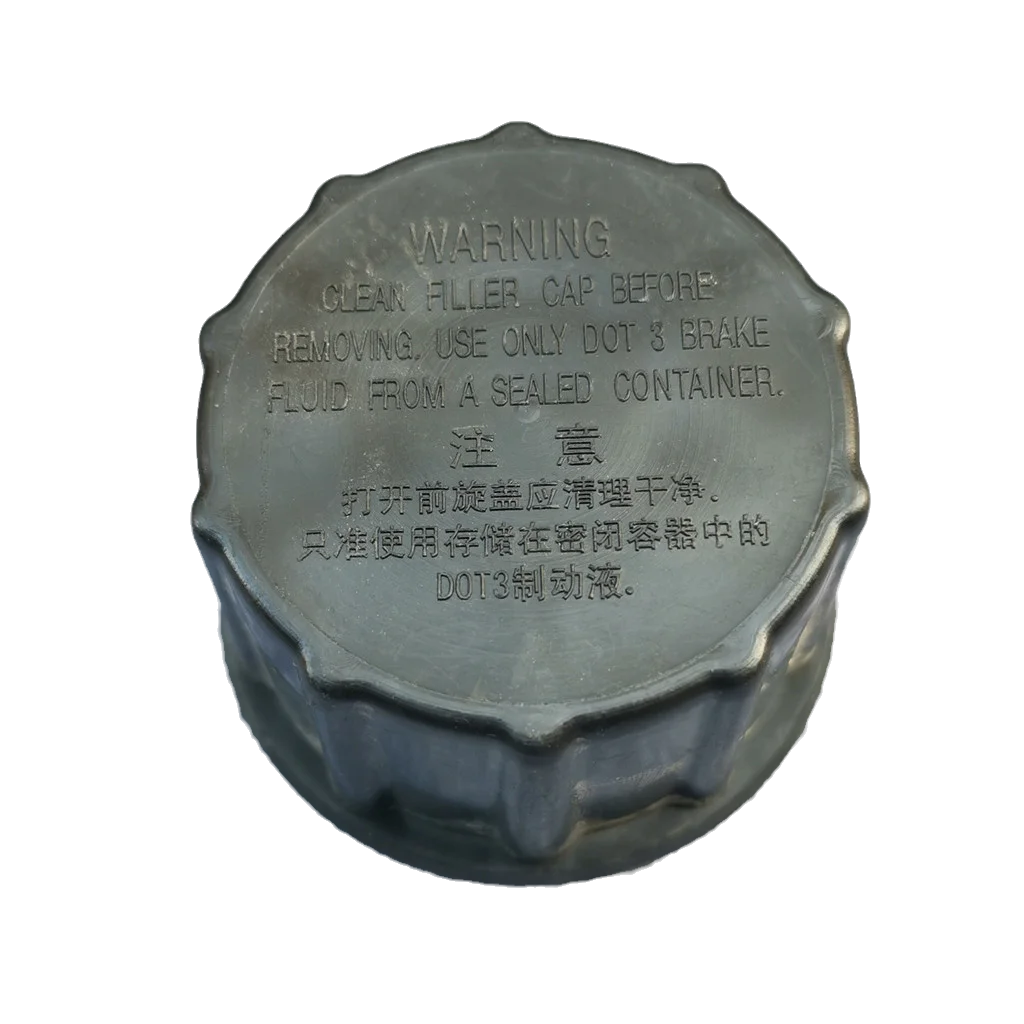 WARNING
CLEAN FILLER CAP BEFORE
REMOVING. USE ONLY DOT 3 BRAKE
FLUID FROM A SEALED CONTAINER.
注 意
打开前旋盖应清理干净.
只准使用存储在密闭容器中的
DOT3制动液.